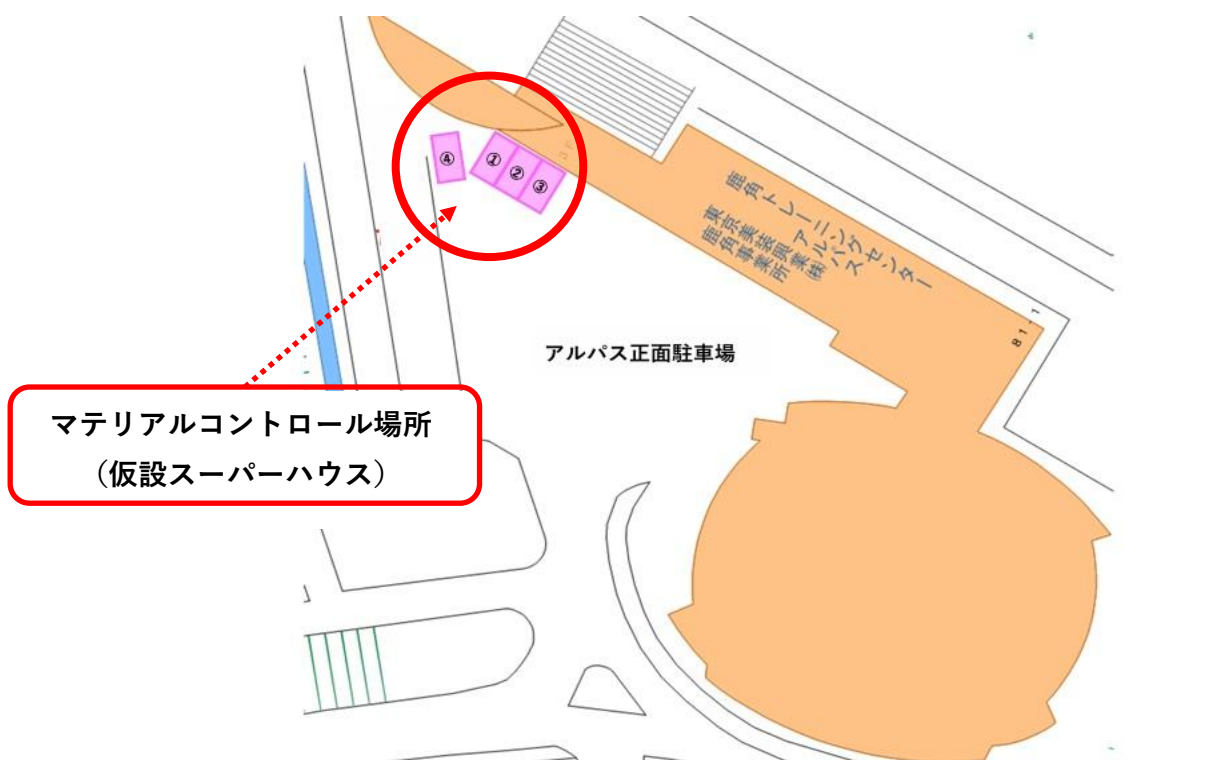 ④
①
②
③
3F
鹿角トレーニングセンター
アルパス
東京美装興業㈱
鹿角事業所
81-1
アルパス正面駐車場
マテリアルコントロール場所
（仮設スーパーハウス）